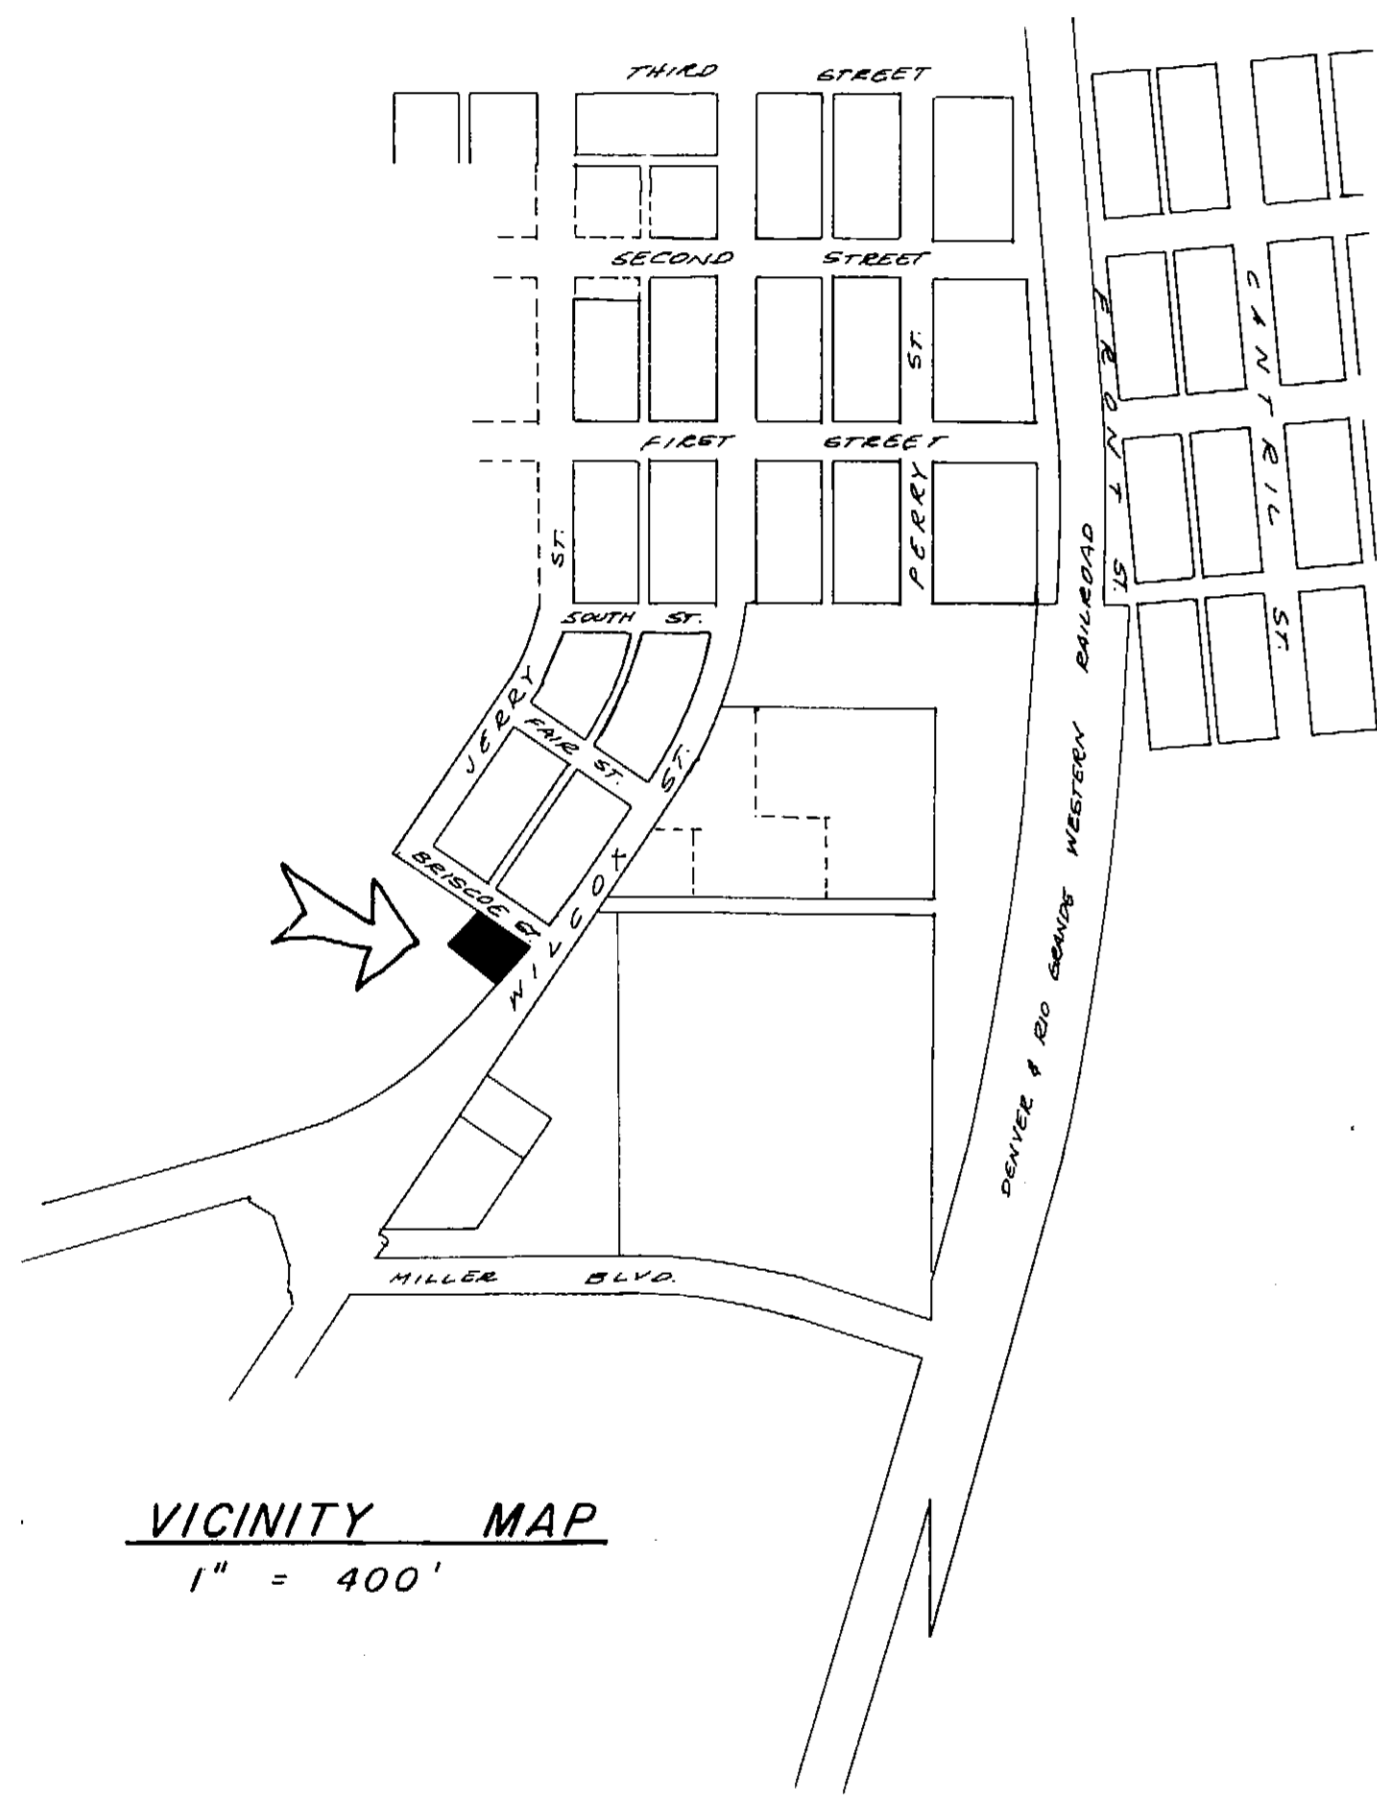 THIRD STREET
SECOND STREET
FIRST STREET
PERRY ST.
FRONT ST.
CANTRIL ST.
SOUTH ST.
JERRY ST.
FAIR ST.
BRISCOE ST.
WILCOX ST.
DENVER & RIO GRANDE WESTERN RAILROAD
MILLER BLVD.
VICINITY MAP
1" = 400'